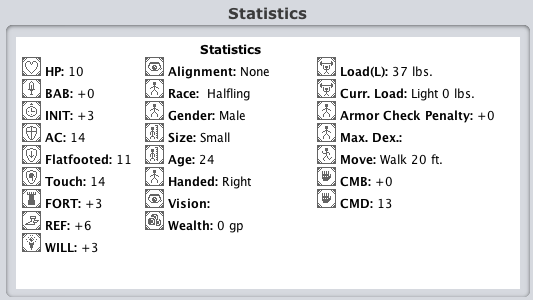 Statistics
Statistics
HP: 10
BAB: +0
INIT: +3
AC: 14
Flatfooted: 11
Touch: 14
FORT: +3
REF: +6
WILL: +3
Alignment: None
Race: Halfling
Gender: Male
Size: Small
Age: 24
Handed: Right
Vision:
Wealth: 0 gp
Load(L): 37 lbs.
Curr. Load: Light 0 lbs.
Armor Check Penalty: +0
Max. Dex.:
Move: Walk 20 ft.
CMB: +0
CMD: 13